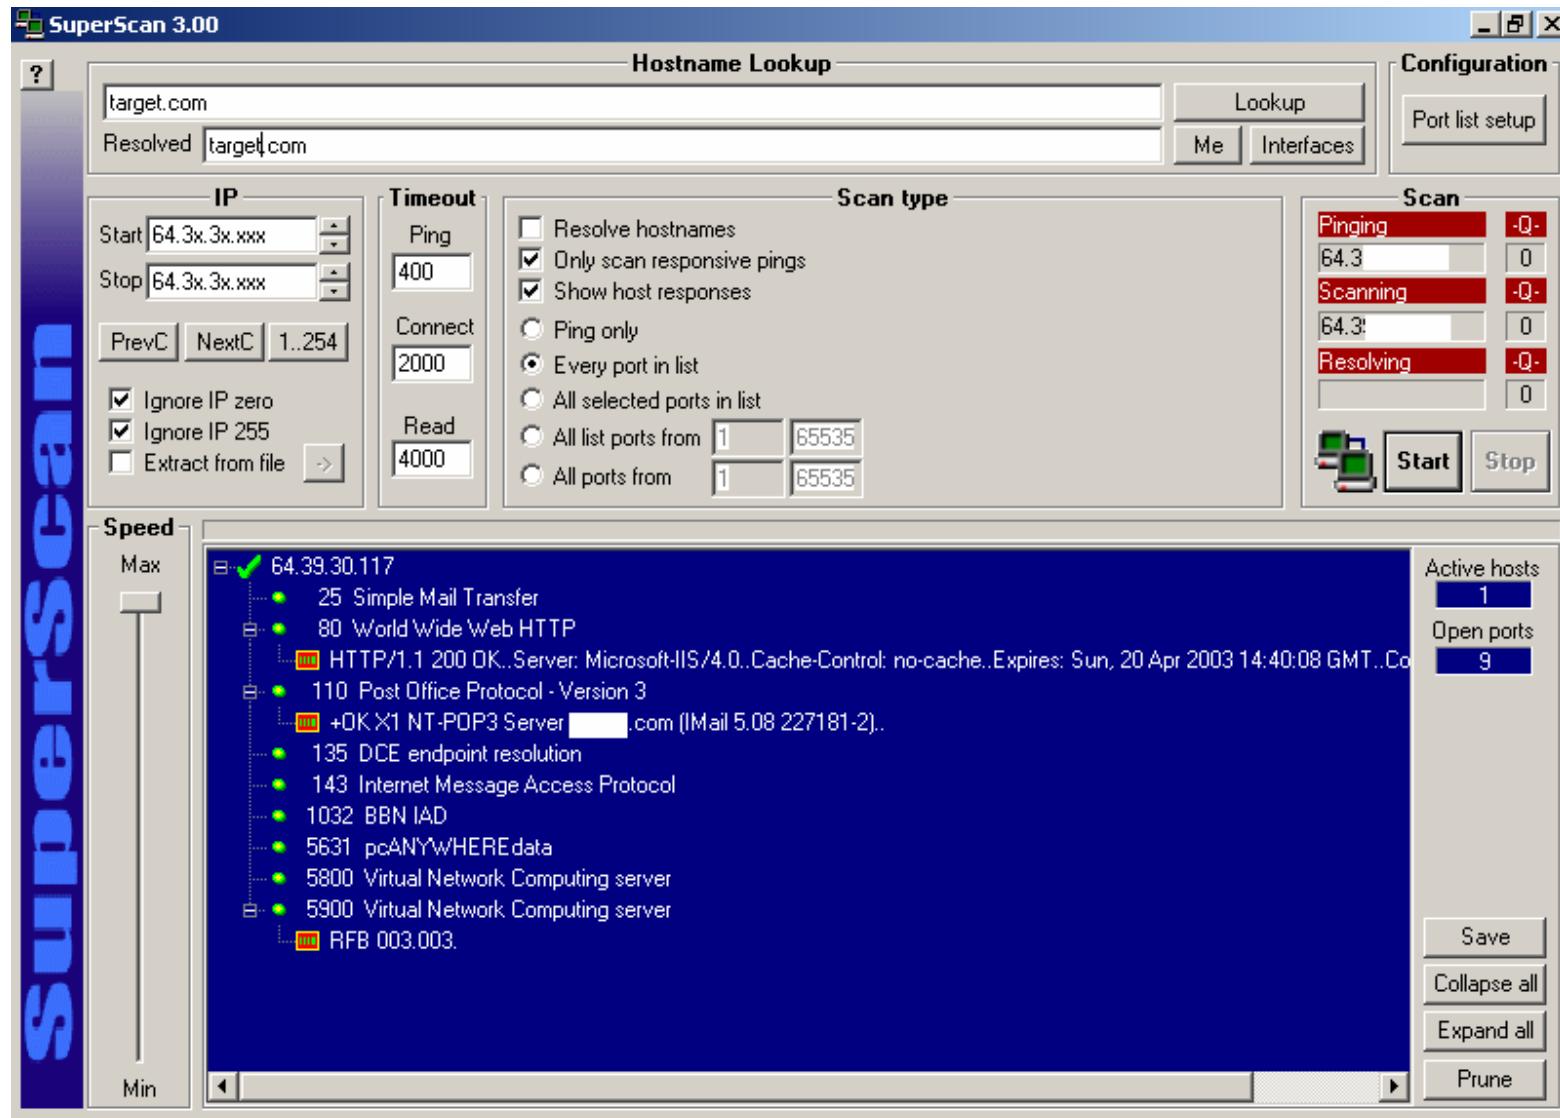 SuperScan 3.00
?
Hostname Lookup
target.com
Lookup
Resolved target.com
Me
Interfaces
Configuration
Port list setup
IP
Start 64.3x.3x.xxx
Stop 64.3x.3x.xxx
PrevC
NextC
1..254
Ignore IP zero
Ignore IP 255
Extract from file ->
Timeout
Ping
400
Connect
2000
Read
4000
Scan type
Resolve hostnames
Only scan responsive pings
Show host responses
Ping only
Every port in list
All selected ports in list
All list ports from 1 65535
All ports from 1 65535
Scan
Pinging -Q-
64.3 0
Scanning -Q-
64.3 0
Resolving -Q-
0
Start
Stop
SuperScan
Speed
Max
Min
64.39.30.117
25 Simple Mail Transfer
80 World Wide Web HTTP
HTTP/1.1 200 OK..Server: Microsoft-IIS/4.0..Cache-Control: no-cache..Expires: Sun, 20 Apr 2003 14:40:08 GMT..Co
110 Post Office Protocol - Version 3
+OK X1 NT-POP3 Server .com (IMail 5.08 227181-2)..
135 DCE endpoint resolution
143 Internet Message Access Protocol
1032 BBN IAD
5631 pcANYWHEREdata
5800 Virtual Network Computing server
5900 Virtual Network Computing server
RFB 003.003.
Active hosts
1
Open ports
9
Save
Collapse all
Expand all
Prune